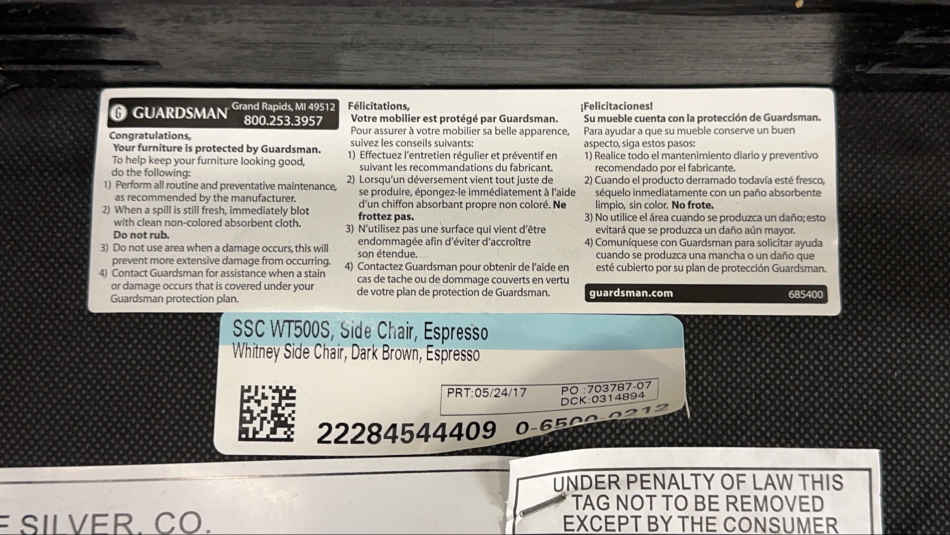 GUARDSMAN Grand Rapids, MI 49512
800.253.3957
Congratulations,
Your furniture is protected by Guardsman.
To help keep your furniture looking good,
do the following:
1) Perform all routine and preventative maintenance,
as recommended by the manufacturer.
2) When a spill is still fresh, immediately blot
with clean non-colored absorbent cloth.
Do not rub.
3) Do not use area when a damage occurs, this will
prevent more extensive damage from occurring.
4) Contact Guardsman for assistance when a stain
or damage occurs that is covered under your
Guardsman protection plan.
Félicitations,
Votre mobilier est protégé par Guardsman.
Pour assurer à votre mobilier sa belle apparence,
suivez les conseils suivants:
1) Effectuez l'entretien régulier et préventif en
suivant les recommandations du fabricant.
2) Lorsqu'un déversement vient tout juste de
se produire, épongez-le immédiatement à l'aide
d'un chiffon absorbant propre non coloré. Ne
frottez pas.
3) N'utilisez pas une surface qui vient d'être
endommagée afin d'éviter d'accroître
son étendue.
4) Contactez Guardsman pour obtenir de l'aide en
cas de tache ou de dommage couverts en vertu
de votre plan de protection de Guardsman.
¡Felicitaciones!
Su mueble cuenta con la protección de Guardsman.
Para ayudar a que su mueble conserve un buen
aspecto, siga estos pasos:
1) Realice todo el mantenimiento diario y preventivo
recomendado por el fabricante.
2) Cuando el producto derramado todavía esté fresco,
séquelo inmediatamente con un paño absorbente
limpio, sin color. No frote.
3) No utilice el área cuando se produzca un daño; esto
evitará que se produzca un daño aún mayor.
4) Comuníquese con Guardsman para solicitar ayuda
cuando se produzca una mancha o un daño que
esté cubierto por su plan de protección Guardsman.
guardsman.com 685400
SSC WT500S, Side Chair, Espresso
Whitney Side Chair, Dark Brown, Espresso
PRT:05/24/17 PO :703787-07
DCK:0314894
22284544409 0-6500-0212
SILVER, CO.
UNDER PENALTY OF LAW THIS
TAG NOT TO BE REMOVED
EXCEPT BY THE CONSUMER